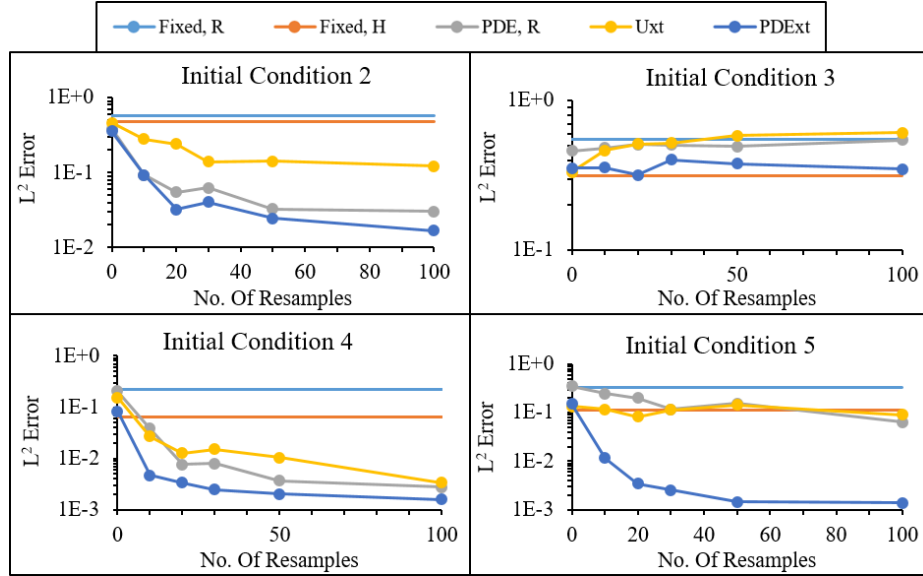 Fixed, R Fixed, H PDE, R Uxt PDExt
Initial Condition 2
1E+0
1E-1
1E-2
L² Error
0 20 40 60 80 100
No. Of Resamples
Initial Condition 3
1E+0
1E-1
L² Error
0 50 100
No. Of Resamples
Initial Condition 4
1E+0
1E-1
1E-2
1E-3
L² Error
0 50 100
No. Of Resamples
Initial Condition 5
1E+0
1E-1
1E-2
1E-3
L² Error
0 20 40 60 80 100
No. Of Resamples